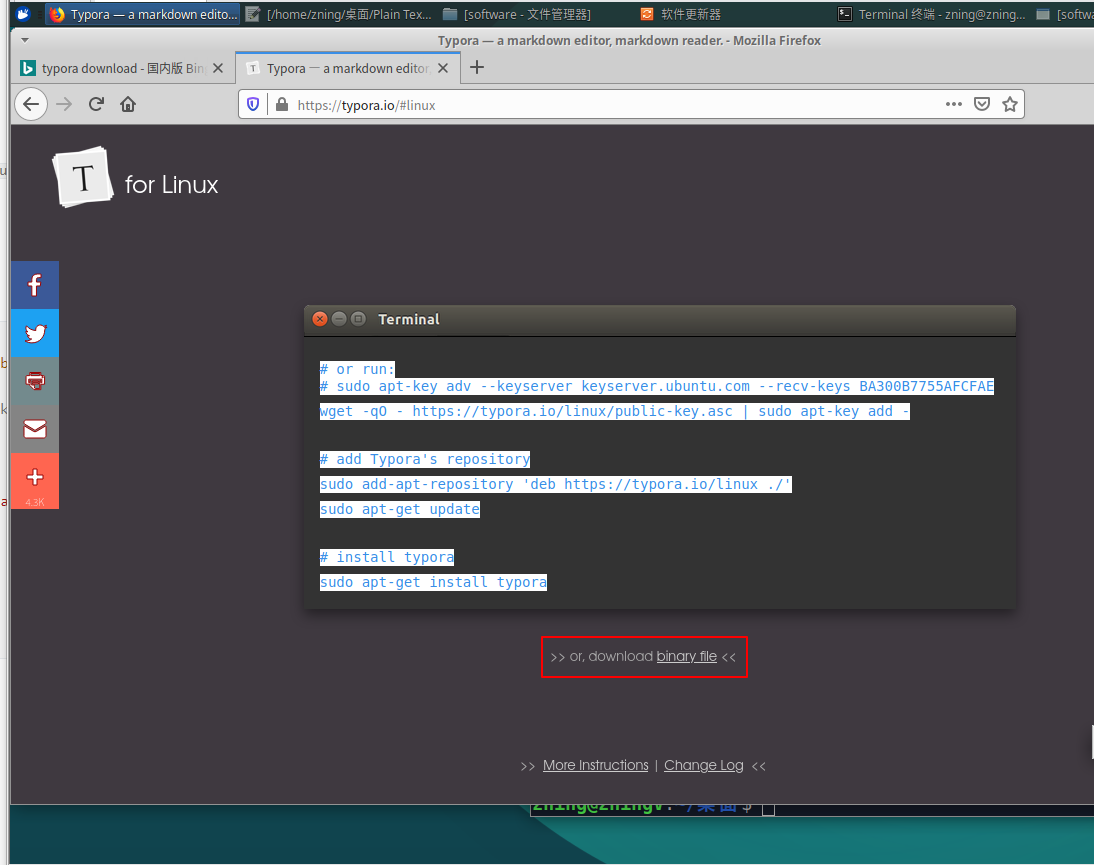 Typora — a markdown edito...
[/home/zning/桌面/Plain Tex...
[software - 文件管理器]
软件更新器
Terminal 终端 - zning@zning...
[softwa
Typora — a markdown editor, markdown reader. - Mozilla Firefox
typora download - 国内版 Bin
Typora — a markdown editor,
https://typora.io/#linux
T
for Linux
Terminal
# or run:
# sudo apt-key adv --keyserver keyserver.ubuntu.com --recv-keys BA300B7755AFCFAE
wget -qO - https://typora.io/linux/public-key.asc | sudo apt-key add -
# add Typora's repository
sudo add-apt-repository 'deb https://typora.io/linux ./'
sudo apt-get update
# install typora
sudo apt-get install typora
4.3K
>> or, download binary file <<
>> More Instructions | Change Log <<
zning@zningv:~/桌面$